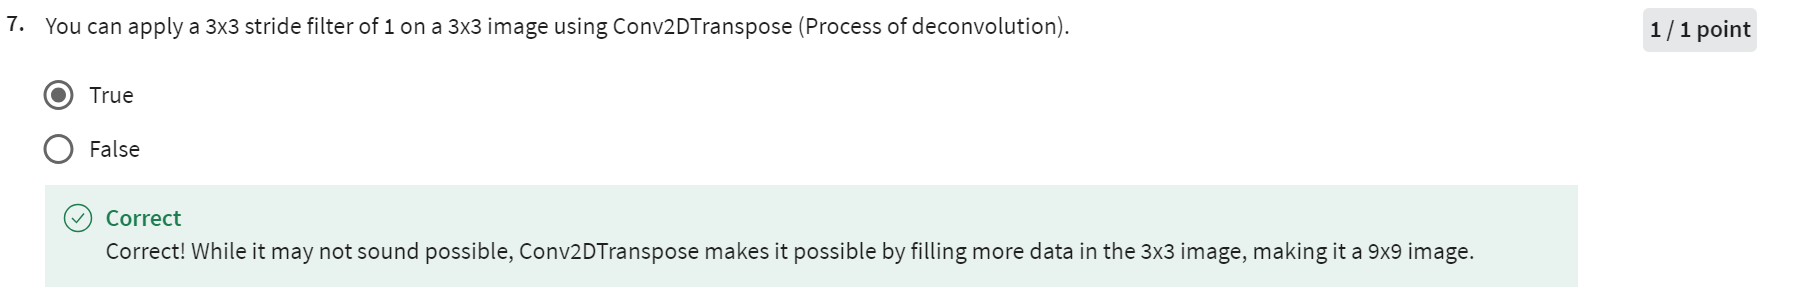 7. You can apply a 3x3 stride filter of 1 on a 3x3 image using Conv2DTranspose (Process of deconvolution).
1 / 1 point
True
False
Correct
Correct! While it may not sound possible, Conv2DTranspose makes it possible by filling more data in the 3x3 image, making it a 9x9 image.